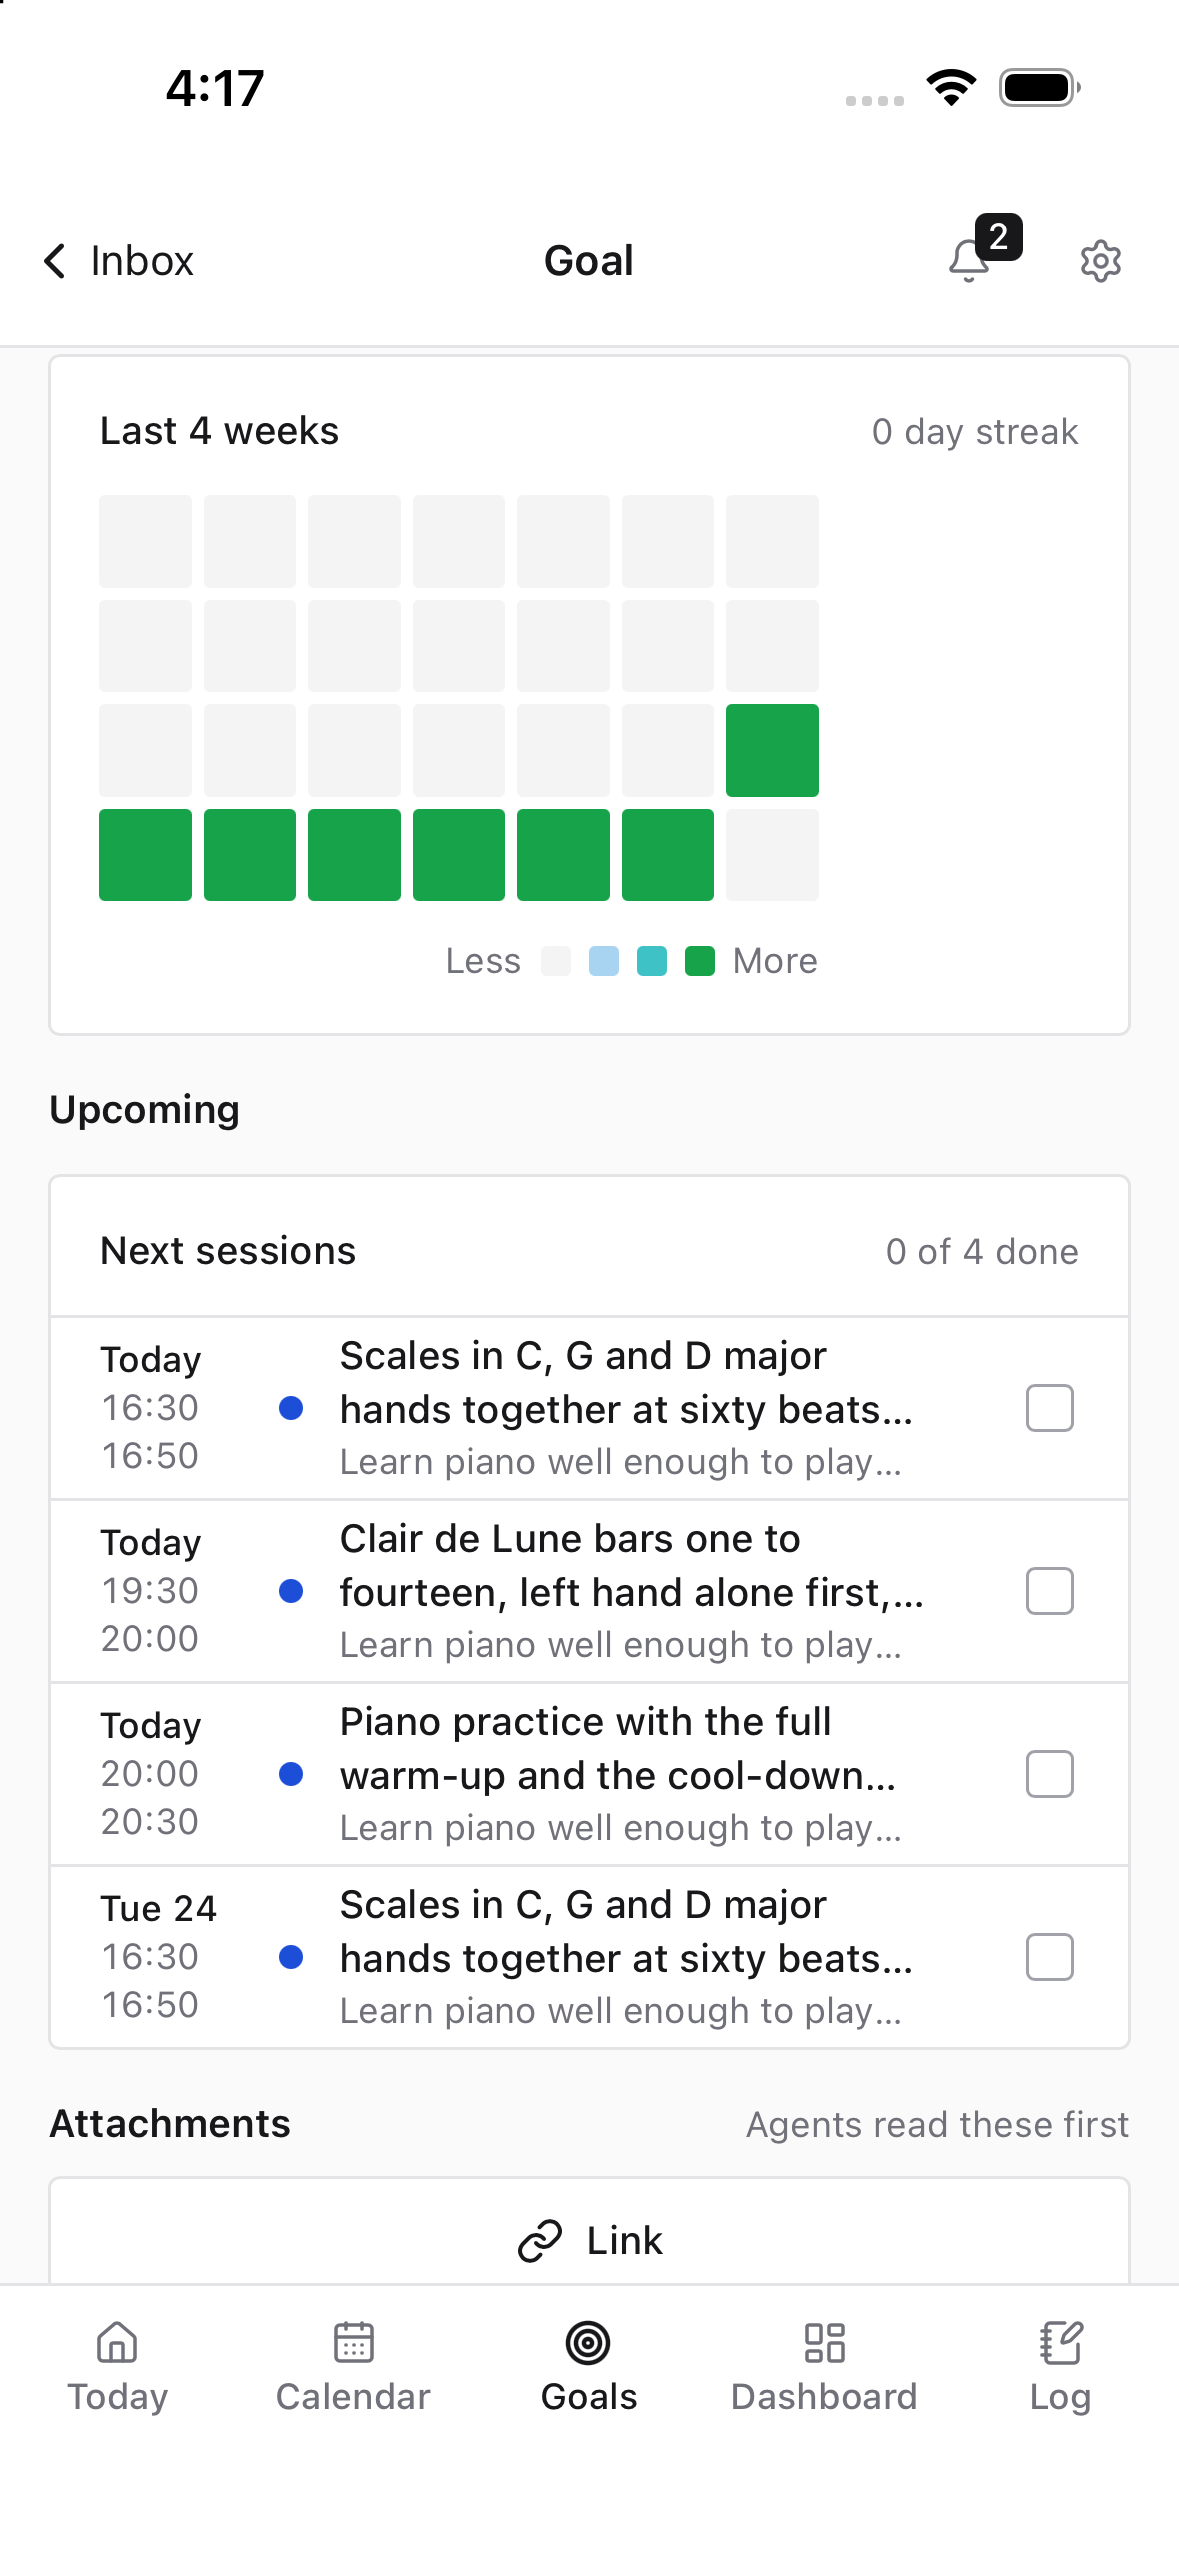 4:17
Inbox
Goal
2
Last 4 weeks
0 day streak
Less
More
Upcoming
Next sessions
0 of 4 done
Today
16:30
16:50
Scales in C, G and D major
hands together at sixty beats...
Learn piano well enough to play...
Today
19:30
20:00
Clair de Lune bars one to
fourteen, left hand alone first,...
Learn piano well enough to play...
Today
20:00
20:30
Piano practice with the full
warm-up and the cool-down...
Learn piano well enough to play...
Tue 24
16:30
16:50
Scales in C, G and D major
hands together at sixty beats...
Learn piano well enough to play...
Attachments
Agents read these first
Link
Today
Calendar
Goals
Dashboard
Log